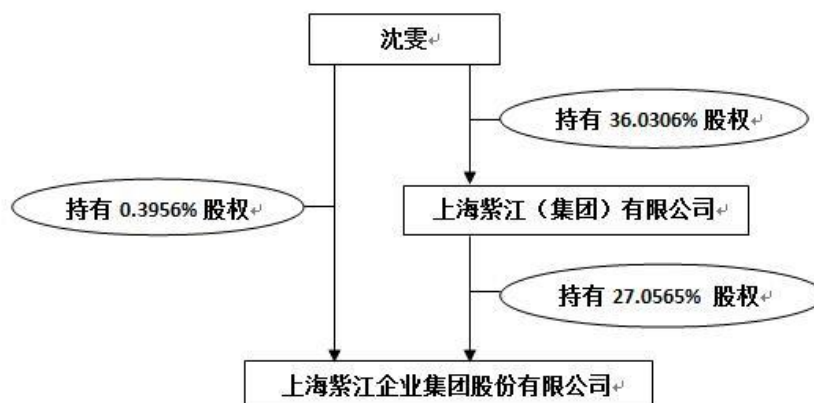 沈雯
持有 36.0306% 股权
持有 0.3956% 股权
上海紫江（集团）有限公司
持有 27.0565% 股权
上海紫江企业集团股份有限公司